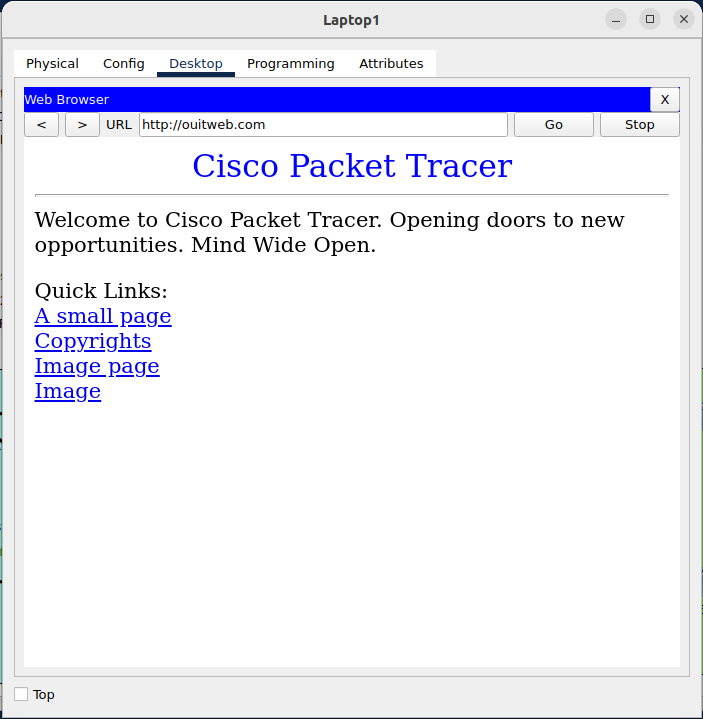 Laptop1
Physical Config Desktop Programming Attributes
Web Browser X
< > URL http://ouitweb.com Go Stop
Cisco Packet Tracer
Welcome to Cisco Packet Tracer. Opening doors to new
opportunities. Mind Wide Open.
Quick Links:
A small page
Copyrights
Image page
Image
Top